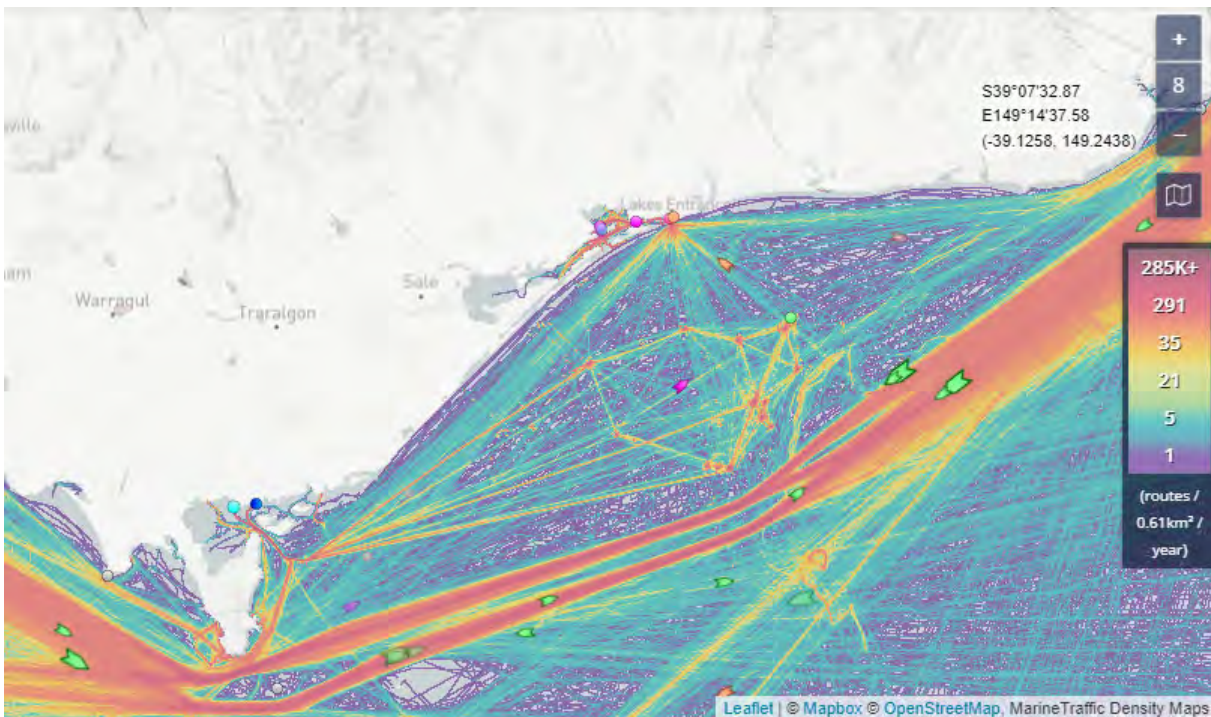 +
8
−
S39°07'32.87
E149°14'37.58
(-39.1258, 149.2438)
Lakes Entran
Sale
Warragul
Traralgon
285K+
291
35
21
5
1
(routes /
0.61km² /
year)
Leaflet | © Mapbox © OpenStreetMap, MarineTraffic Density Maps